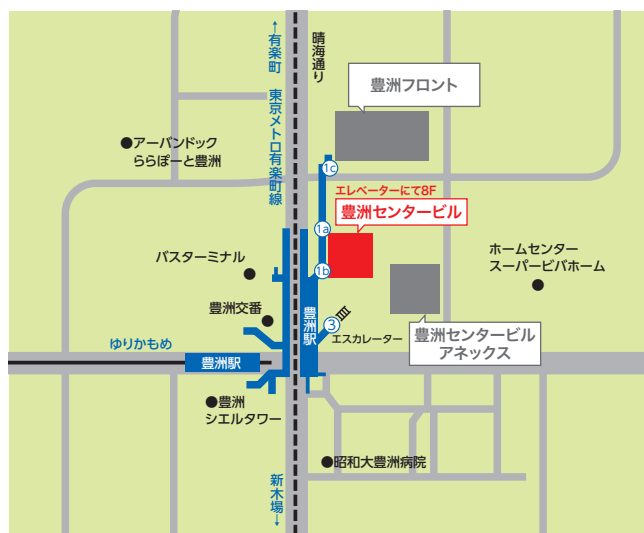 ←有楽町
晴海通り
東京メトロ有楽町線
豊洲フロント
●アーバンドック
ららぽーと豊洲
1c
エレベーターにて8F
豊洲センタービル
1a
バスターミナル
ホームセンター
スーパービバホーム
1b
豊洲交番
豊洲駅
3
エスカレーター
豊洲センタービル
アネックス
ゆりかもめ
豊洲駅
●豊洲
シエルタワー
●昭和大豊洲病院
新木場→